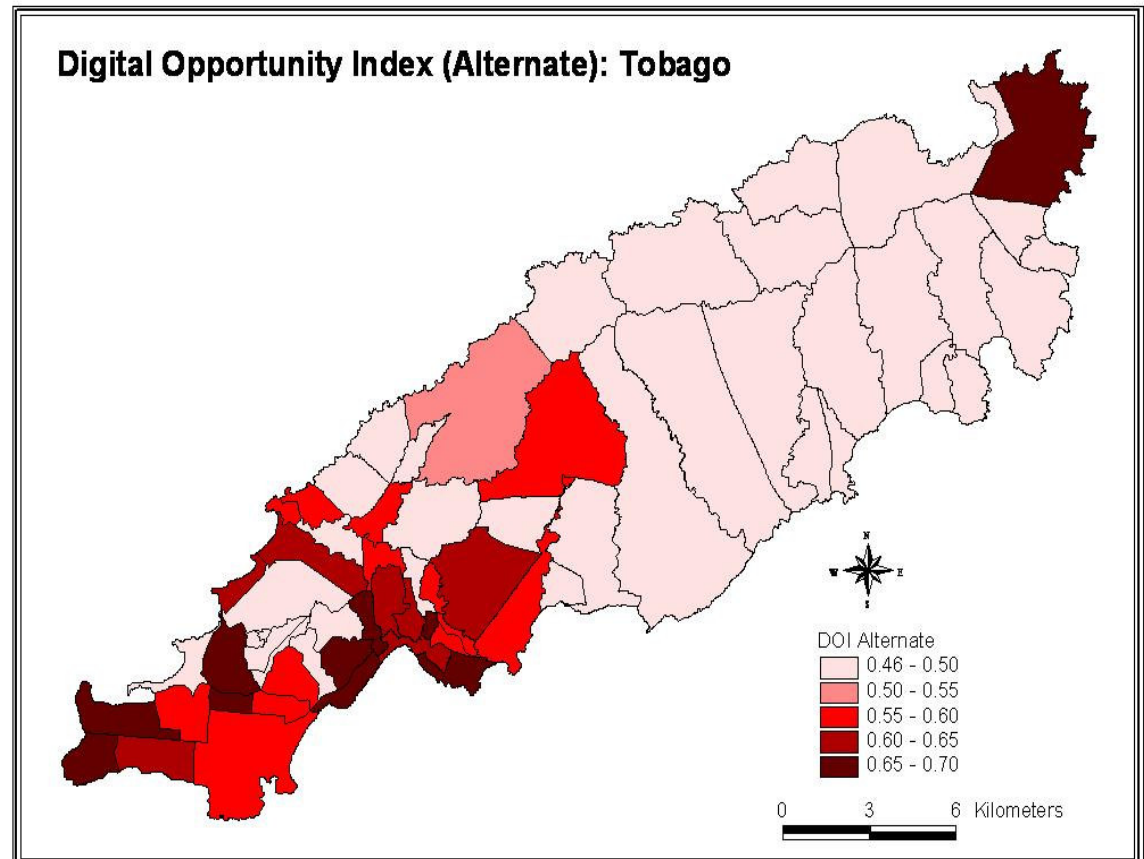 Digital Opportunity Index (Alternate): Tobago
N
W E
S
DOI Alternate
0.46 - 0.50
0.50 - 0.55
0.55 - 0.60
0.60 - 0.65
0.65 - 0.70
0 3 6 Kilometers